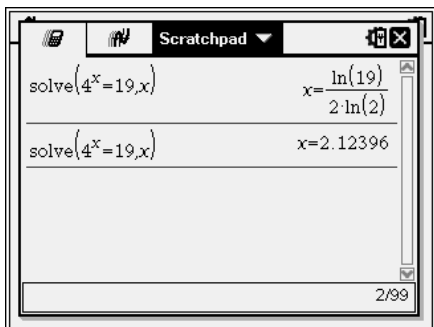 Scratchpad
solve(4^x=19,x) x=ln(19)/(2·ln(2))
solve(4^x=19,x) x=2.12396
2/99